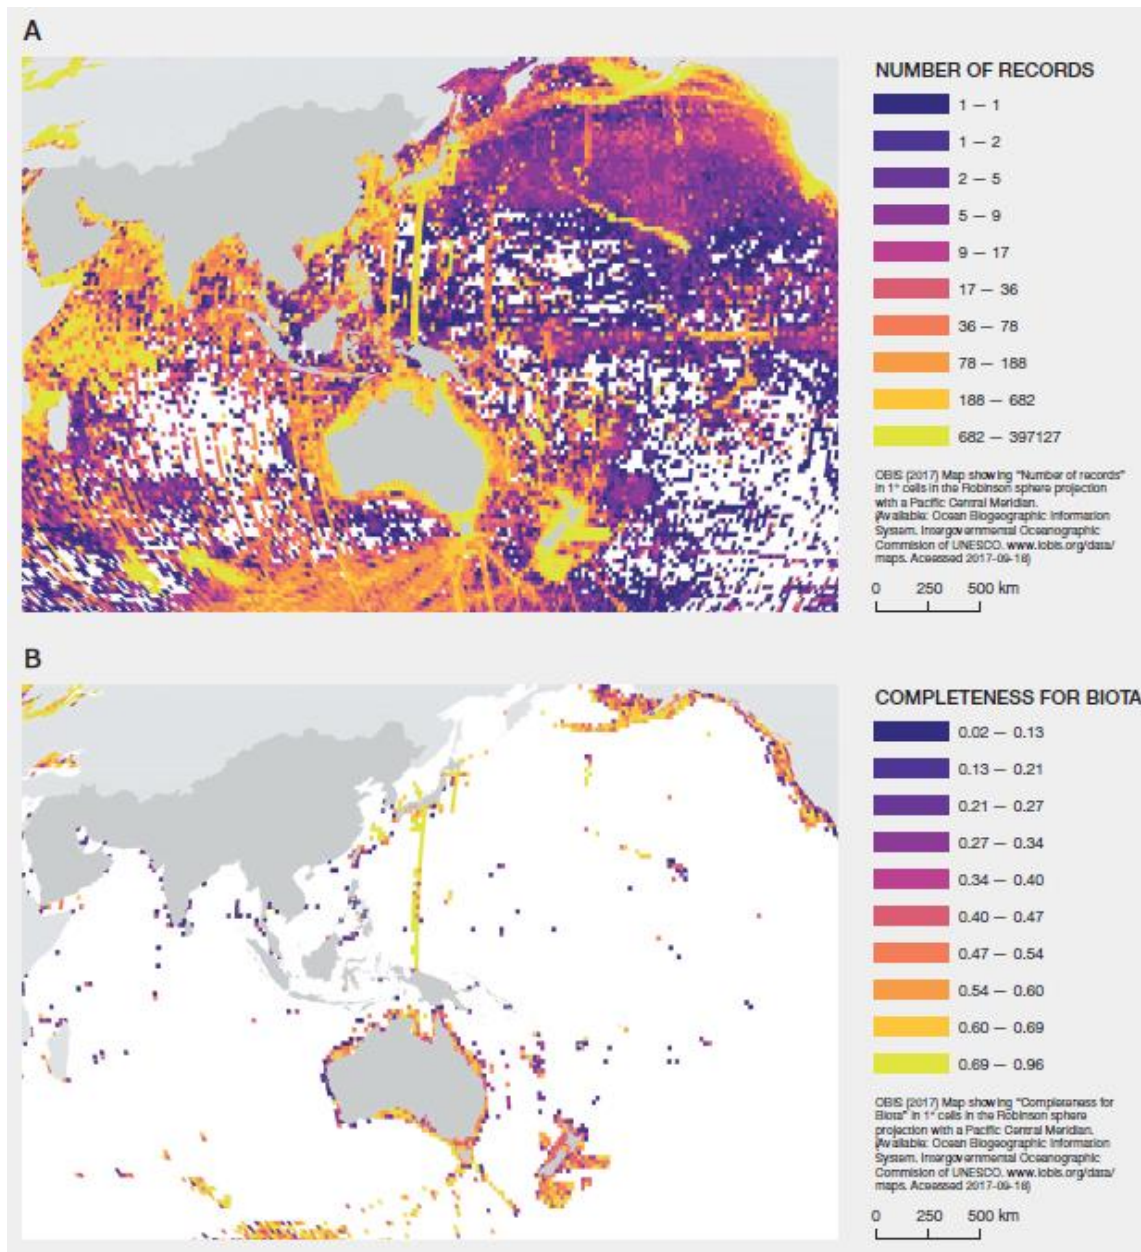 A
NUMBER OF RECORDS
1 — 1
1 — 2
2 — 5
5 — 9
9 — 17
17 — 36
36 — 78
78 — 188
188 — 682
682 — 397127
OBIS (2017) Map showing "Number of records"
in 1° cells in the Robinson sphere projection
with a Pacific Central Meridian.
(Available: Ocean Biogeographic Information
System. Intergovernmental Oceanographic
Commision of UNESCO. www.iobis.org/data/
maps. Acessed 2017-09-18)
0 250 500 km
B
COMPLETENESS FOR BIOTA
0.02 — 0.13
0.13 — 0.21
0.21 — 0.27
0.27 — 0.34
0.34 — 0.40
0.40 — 0.47
0.47 — 0.54
0.54 — 0.60
0.60 — 0.69
0.69 — 0.96
OBIS (2017) Map showing "Completeness for
Biota" in 1° cells in the Robinson sphere
projection with a Pacific Central Meridian.
(Available: Ocean Biogeographic Information
System. Intergovernmental Oceanographic
Commision of UNESCO. www.iobis.org/data/
maps. Acessed 2017-09-18)
0 250 500 km